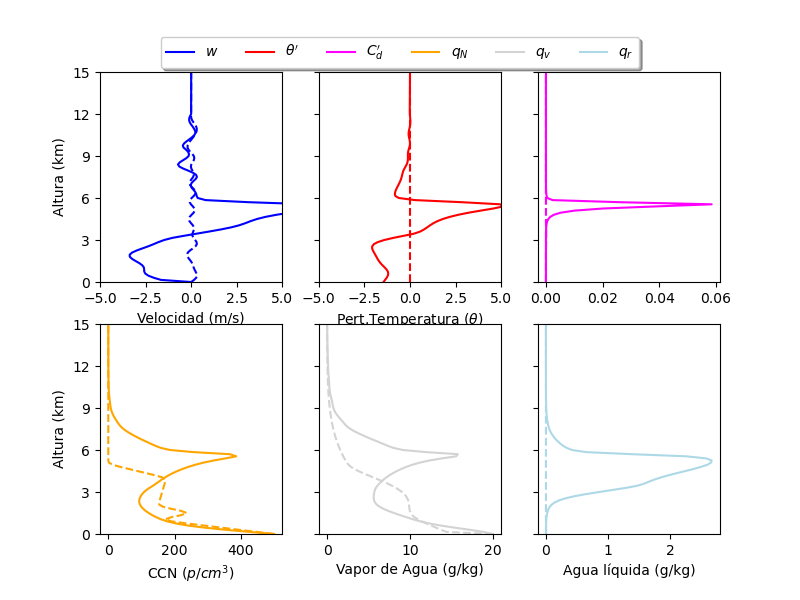 w θ′ C′d qN qv qr
15
12
9
6
3
0
Altura (km)
−5.0 −2.5 0.0 2.5 5.0
Velocidad (m/s)
−5.0 −2.5 0.0 2.5 5.0
Pert.Temperatura (θ)
0.00 0.02 0.04 0.06
15
12
9
6
3
0
Altura (km)
0 200 400
CCN (p/cm³)
0 10 20
Vapor de Agua (g/kg)
0 1 2
Agua líquida (g/kg)